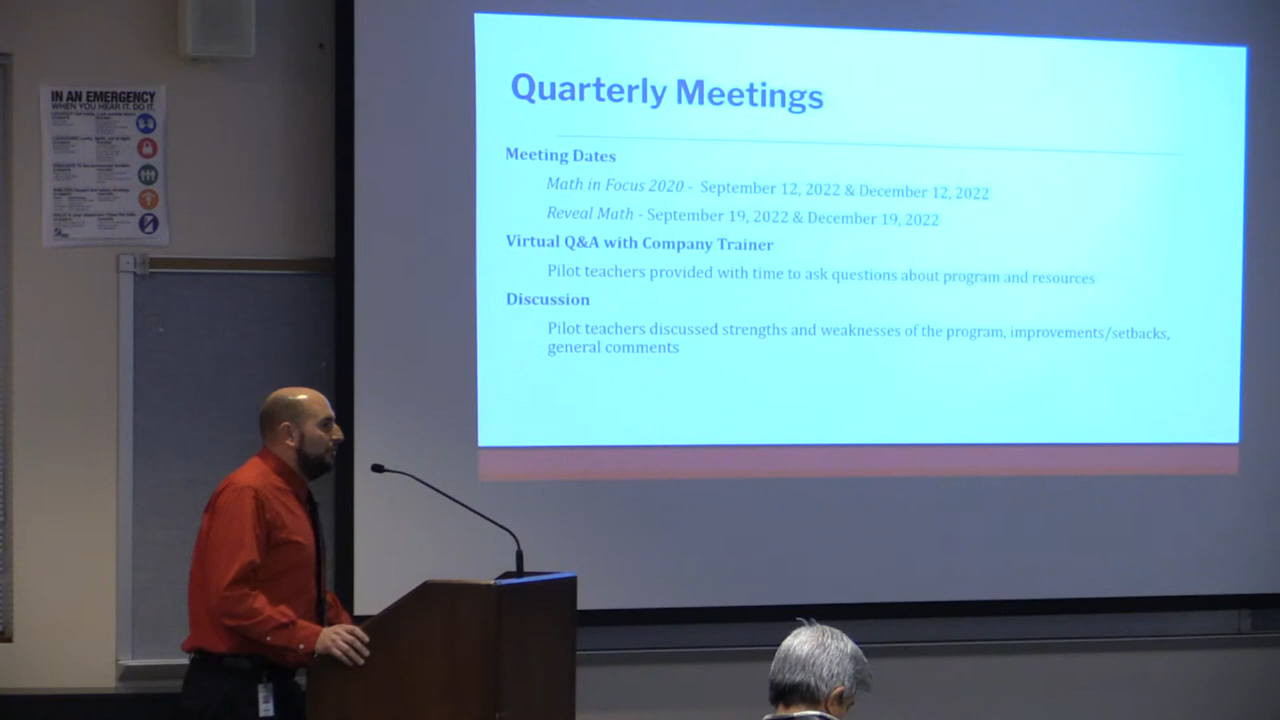 IN AN EMERGENCY
WHEN YOU HEAR IT. DO IT.
Quarterly Meetings
Meeting Dates
Math in Focus 2020 - September 12, 2022 & December 12, 2022
Reveal Math - September 19, 2022 & December 19, 2022
Virtual Q&A with Company Trainer
Pilot teachers provided with time to ask questions about program and resources
Discussion
Pilot teachers discussed strengths and weaknesses of the program, improvements/setbacks,
general comments